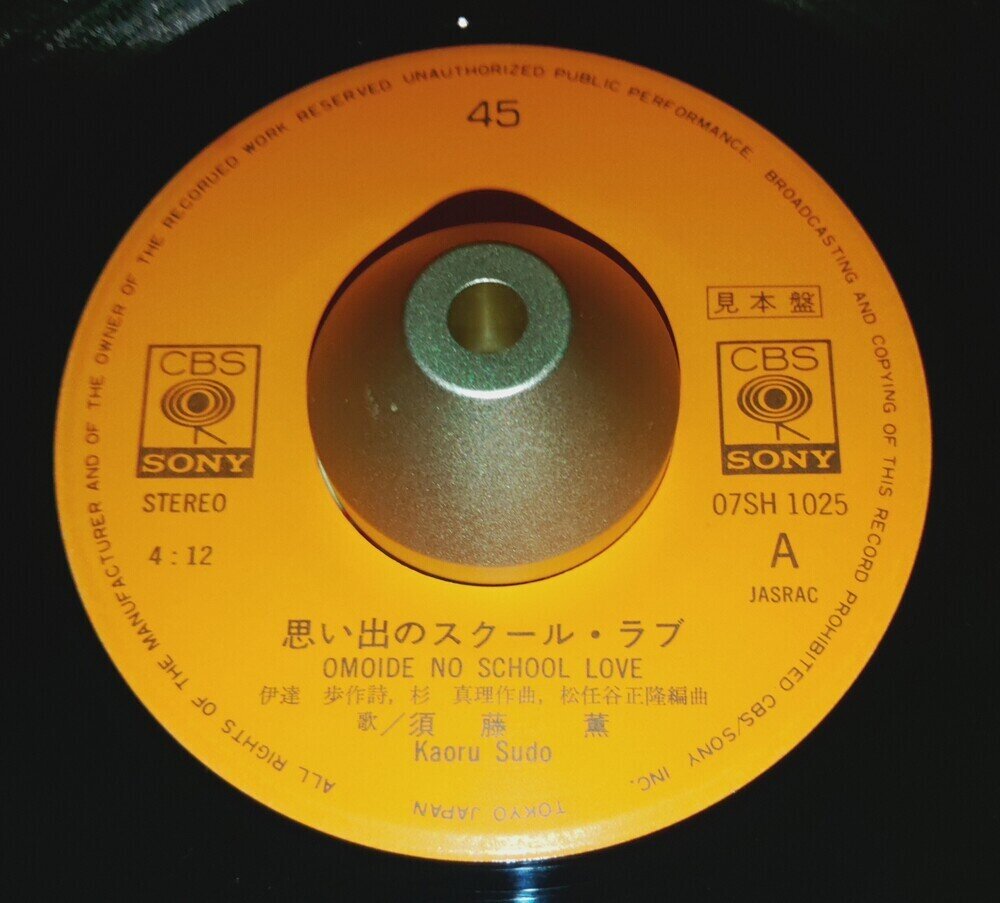 45
見本盤
CBS
SONY
CBS
SONY
STEREO
07SH 1025
4:12
A
JASRAC
思い出のスクール・ラブ
OMOIDE NO SCHOOL LOVE
伊達 歩作詩, 杉 真理作曲, 松任谷正隆編曲
歌/須藤 薫
Kaoru Sudo
ALL RIGHTS OF THE MANUFACTURER AND OF THE OWNER OF THE RECORDED WORK RESERVED UNAUTHORIZED PUBLIC PERFORMANCE. BROADCASTING AND COPYING OF THIS RECORD PROHIBITED CBS/SONY INC.
TOKYO JAPAN